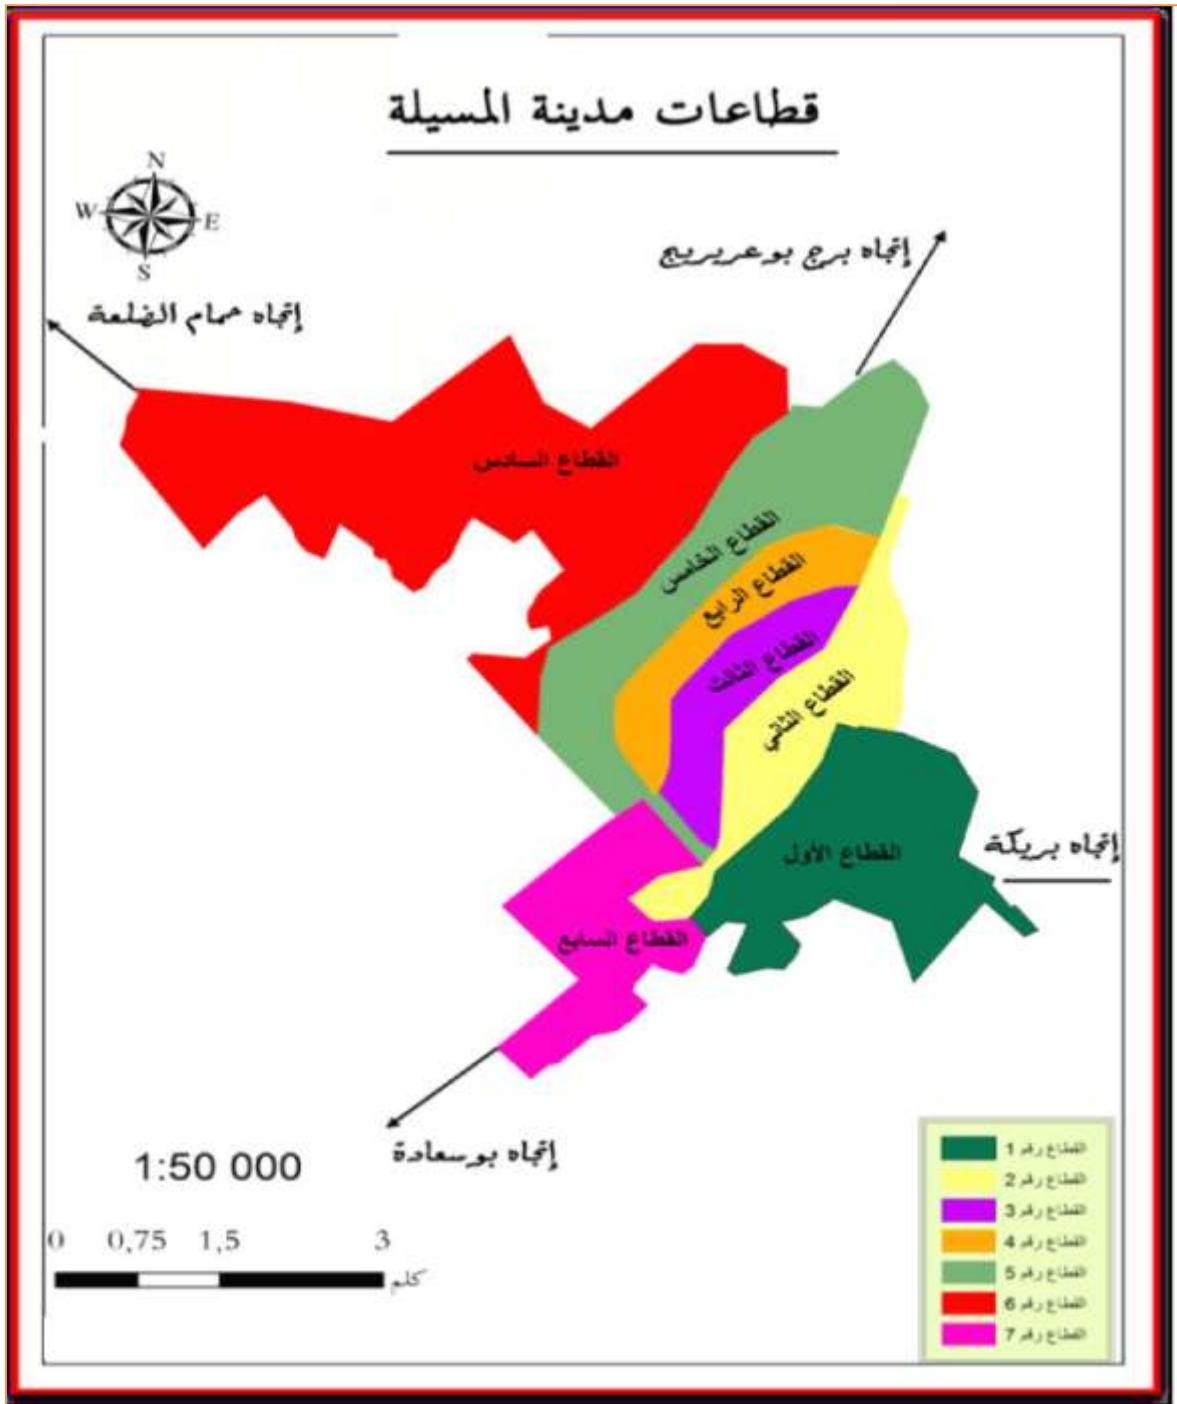 قطاعات مدينة المسيلة
N
W
E
S
إتجاه برج بوعريريج
إتجاه حمام الضلعة
القطاع السادس
القطاع الخامس
القطاع الرابع
القطاع الثالث
القطاع الثاني
القطاع الأول
إتجاه بريكة
القطاع السابع
إتجاه بوسعادة
1:50 000
0 0,75 1,5 3
كلم
القطاع رقم 1
القطاع رقم 2
القطاع رقم 3
القطاع رقم 4
القطاع رقم 5
القطاع رقم 6
القطاع رقم 7